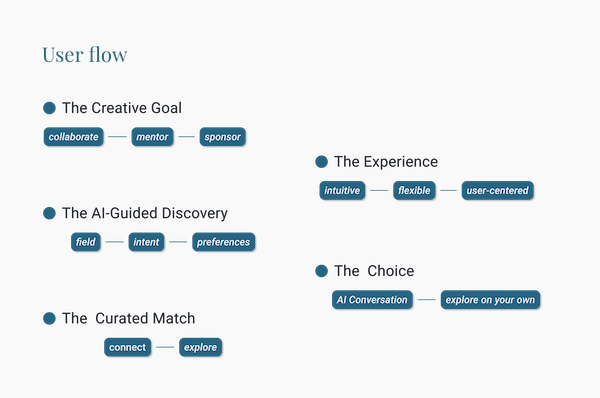 User flow
The Creative Goal
collaborate mentor sponsor
The AI-Guided Discovery
field intent preferences
The Curated Match
connect explore
The Experience
intuitive flexible user-centered
The Choice
AI Conversation explore on your own